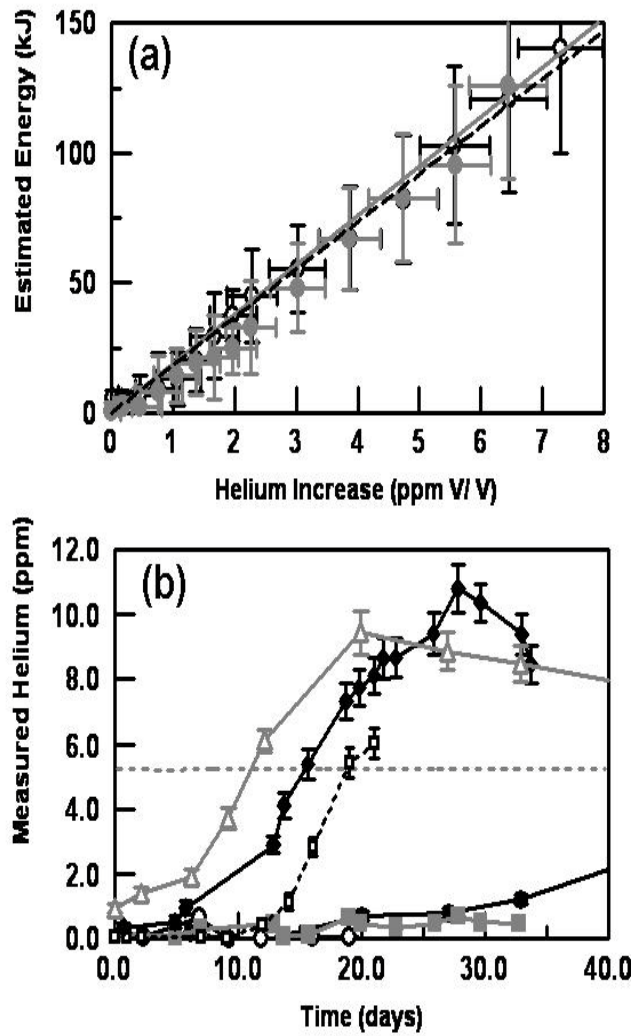 (a)
Estimated Energy (kJ)
150
100
50
0
0 1 2 3 4 5 6 7 8
Helium Increase (ppm V/ V)
(b)
Measured Helium (ppm)
12.0
10.0
8.0
6.0
4.0
2.0
0.0
0.0 10.0 20.0 30.0 40.0
Time (days)